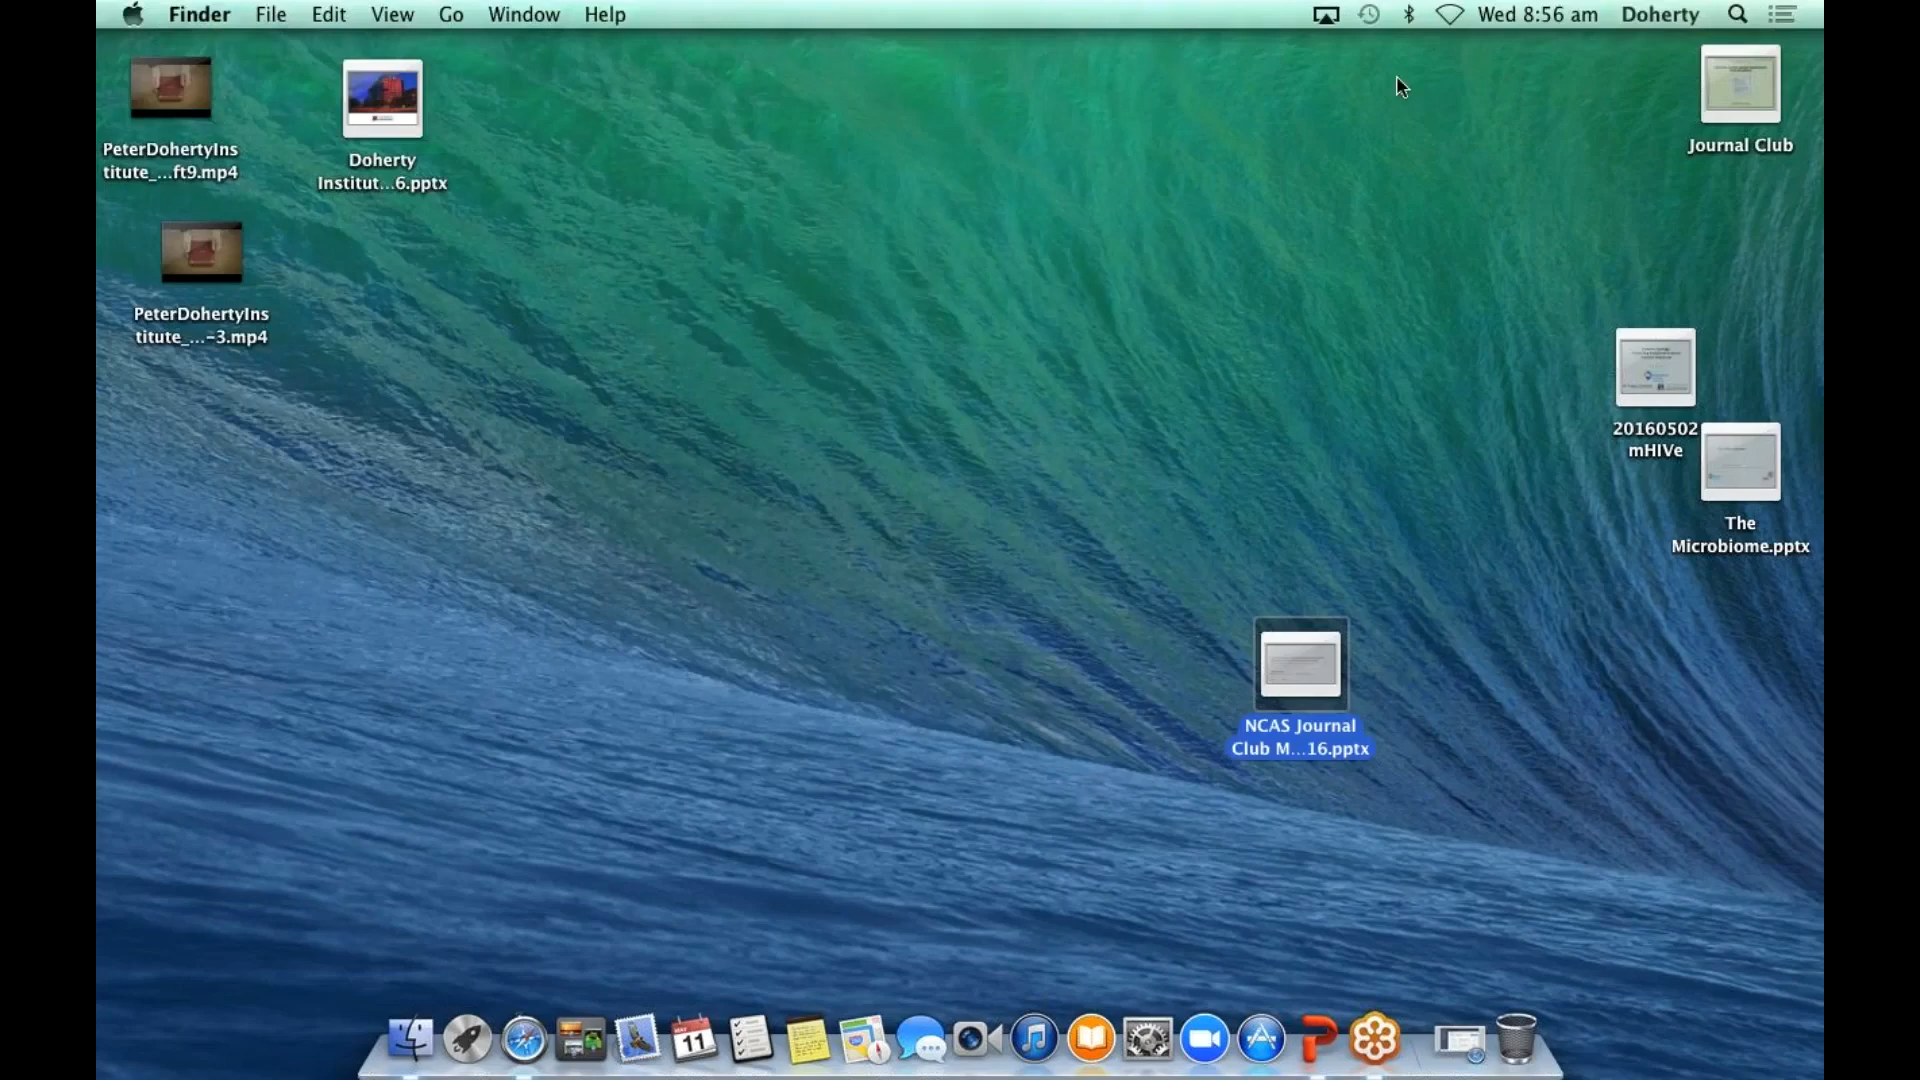 Finder File Edit View Go Window Help
Wed 8:56 am Doherty
PeterDohertyIns
titute_...ft9.mp4
Doherty
Institut...6.pptx
Journal Club
PeterDohertyIns
titute_...-3.mp4
20160502
mHIVe
The
Microbiome.pptx
NCAS Journal
Club M...16.pptx
11